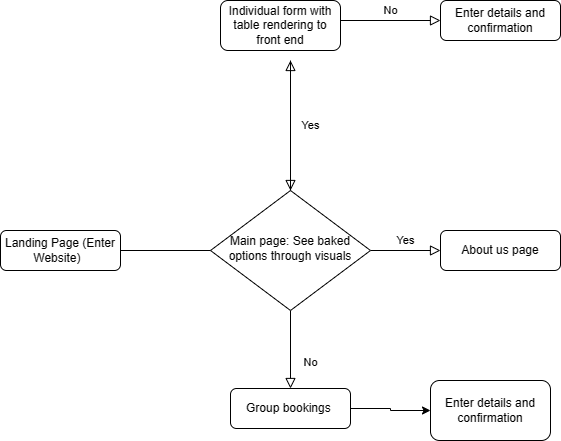 Individual form with
table rendering to
front end
No
Enter details and
confirmation
Yes
Landing Page (Enter
Website)
Main page: See baked
options through visuals
Yes
About us page
No
Group bookings
Enter details and
confirmation